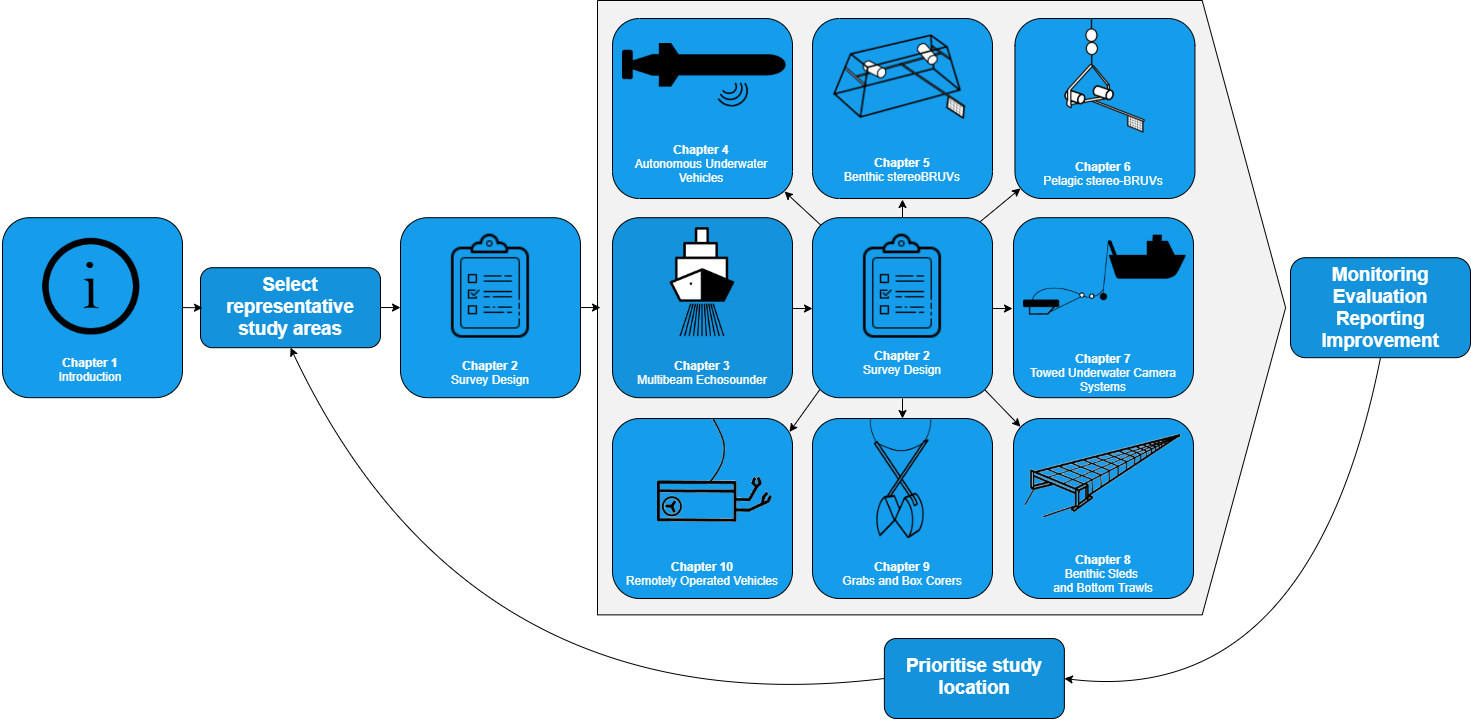 Chapter 1
Introduction
Select
representative
study areas
Chapter 2
Survey Design
Chapter 4
Autonomous Underwater
Vehicles
Chapter 5
Benthic stereoBRUVs
Chapter 6
Pelagic stereo-BRUVs
Chapter 3
Multibeam Echosounder
Chapter 2
Survey Design
Chapter 7
Towed Underwater Camera
Systems
Chapter 10
Remotely Operated Vehicles
Chapter 9
Grabs and Box Corers
Chapter 8
Benthic Sleds
and Bottom Trawls
Monitoring
Evaluation
Reporting
Improvement
Prioritise study
location